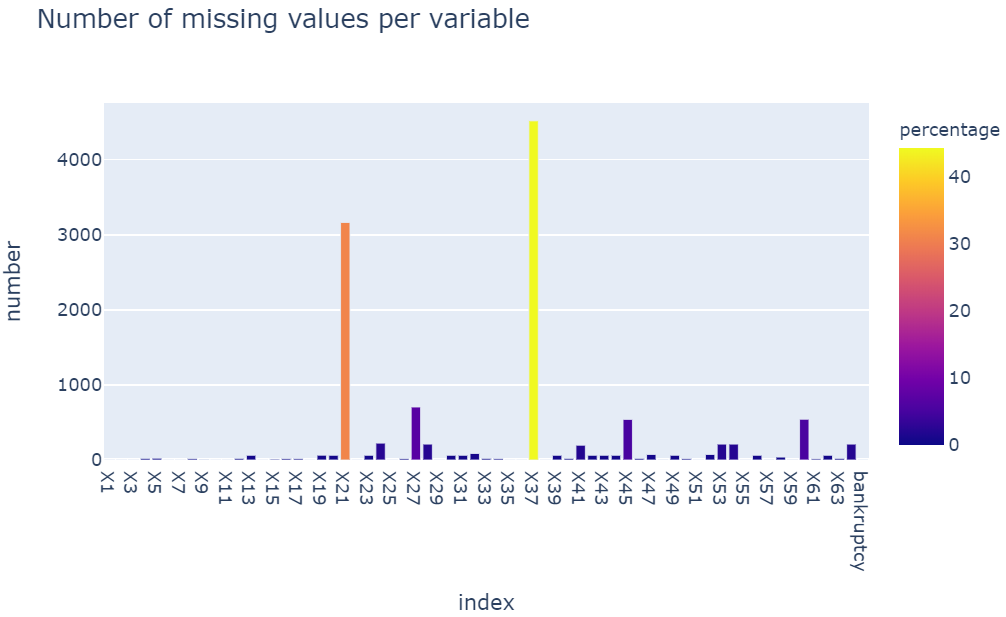 Number of missing values per variable
percentage
40
30
20
10
0
number
4000
3000
2000
1000
0
X1
X3
X5
X7
X9
X11
X13
X15
X17
X19
X21
X23
X25
X27
X29
X31
X33
X35
X37
X39
X41
X43
X45
X47
X49
X51
X53
X55
X57
X59
X61
X63
bankruptcy
index